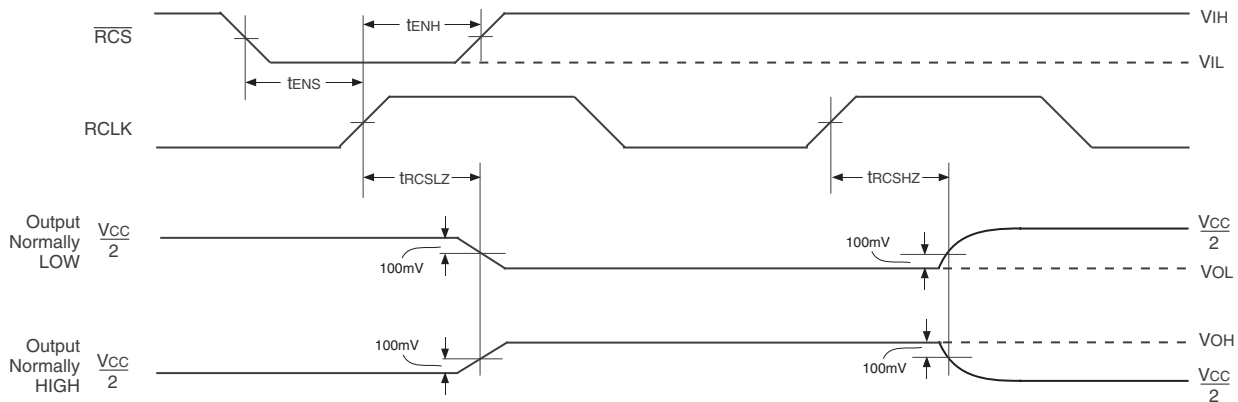 RCS
tENH
VIH
VIL
tENS
RCLK
tRCSLZ
tRCSHZ
Output
Normally
LOW
VCC
2
100mV
100mV
VCC
2
VOL
Output
Normally
HIGH
VCC
2
100mV
100mV
VOH
VCC
2